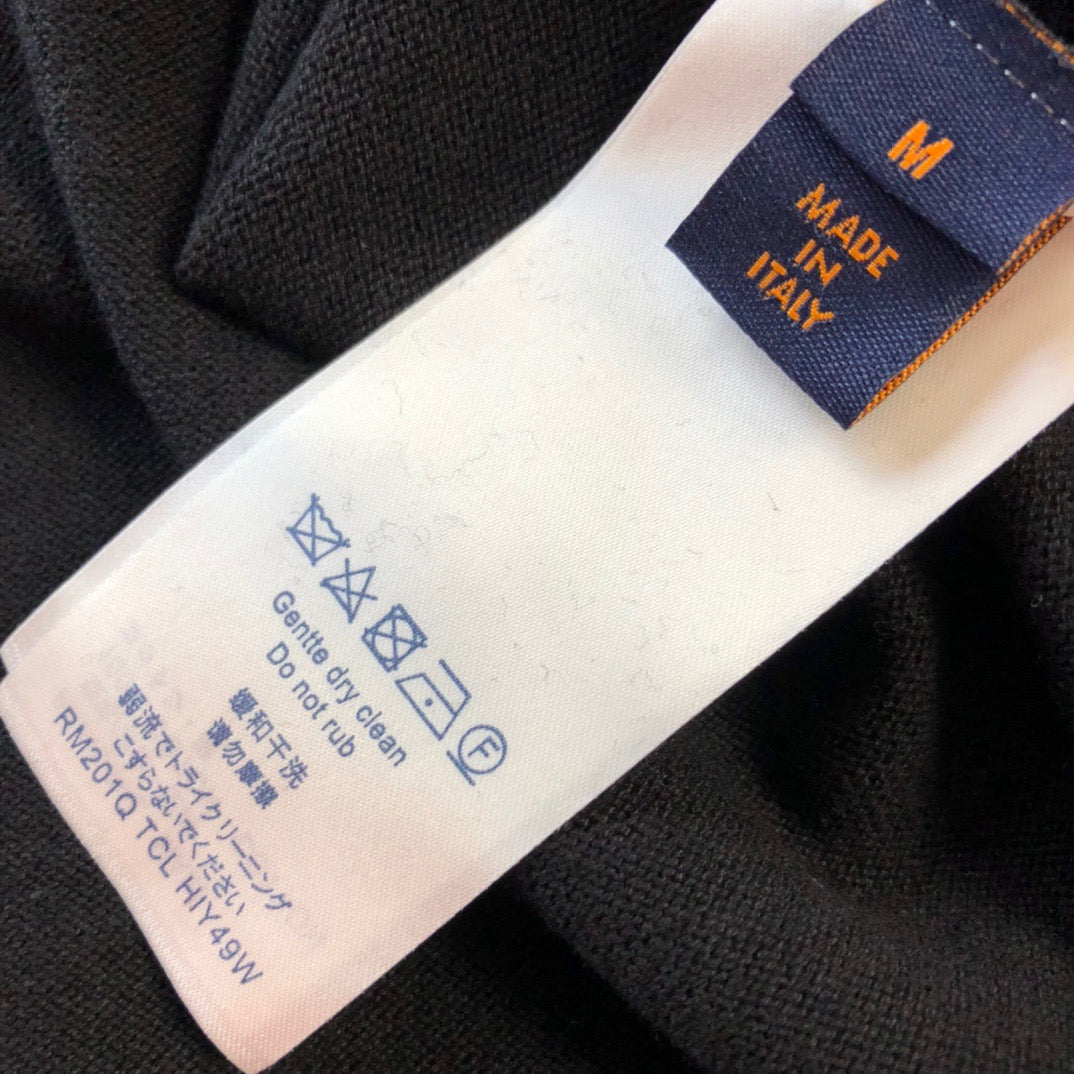 M
MADE
IN
ITALY
F
Gentte dry clean
Do not rub
缓和干洗
请勿摩擦
弱流でトライクリーニング
こすらないでください
RM201Q TCL HIY49W